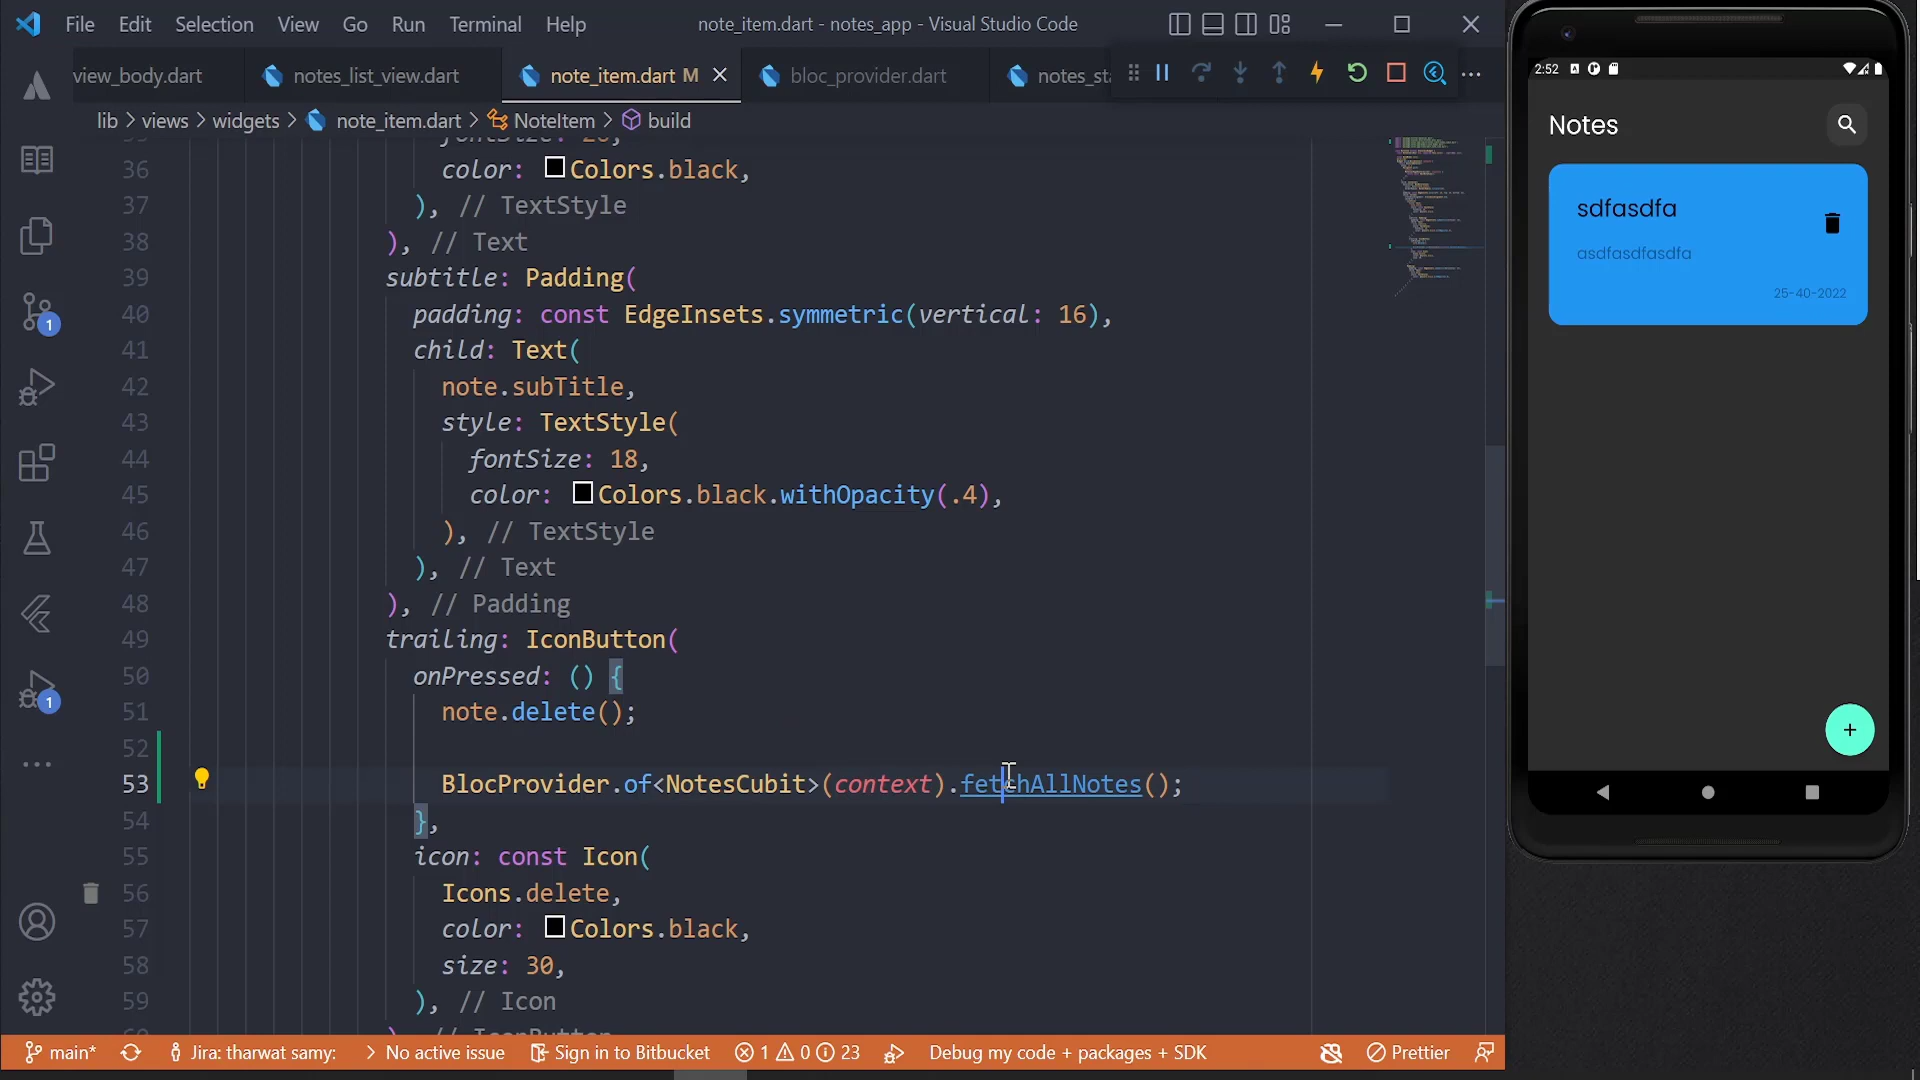 File Edit Selection View Go Run Terminal Help
note_item.dart - notes_app - Visual Studio Code
view_body.dart
notes_list_view.dart
note_item.dart M
bloc_provider.dart
notes_sta
lib > views > widgets > note_item.dart > NoteItem > build
36 color: Colors.black,
37 ), // TextStyle
38 ), // Text
39 subtitle: Padding(
40 padding: const EdgeInsets.symmetric(vertical: 16),
41 child: Text(
42 note.subTitle,
43 style: TextStyle(
44 fontSize: 18,
45 color: Colors.black.withOpacity(.4),
46 ), // TextStyle
47 ), // Text
48 ), // Padding
49 trailing: IconButton(
50 onPressed: () {
51 note.delete();
52
53 BlocProvider.of<NotesCubit>(context).fetchAllNotes();
54 },
55 icon: const Icon(
56 Icons.delete,
57 color: Colors.black,
58 size: 30,
59 ), // Icon
1
1
main*
Jira: tharwat samy:
> No active issue
Sign in to Bitbucket
1 0 23
Debug my code + packages + SDK
Prettier
2:52
Notes
sdfasdfa
asdfasdfasdfa
25-40-2022